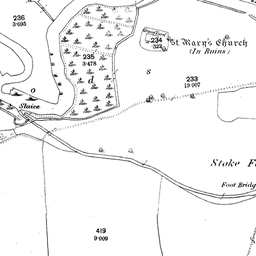 236
3·695
234
·322
St Mary's Church
(In Ruins)
235
3·478
S
233
19·007
d
O
Sluice
Stoke F
Foot Bridg
419
9·009